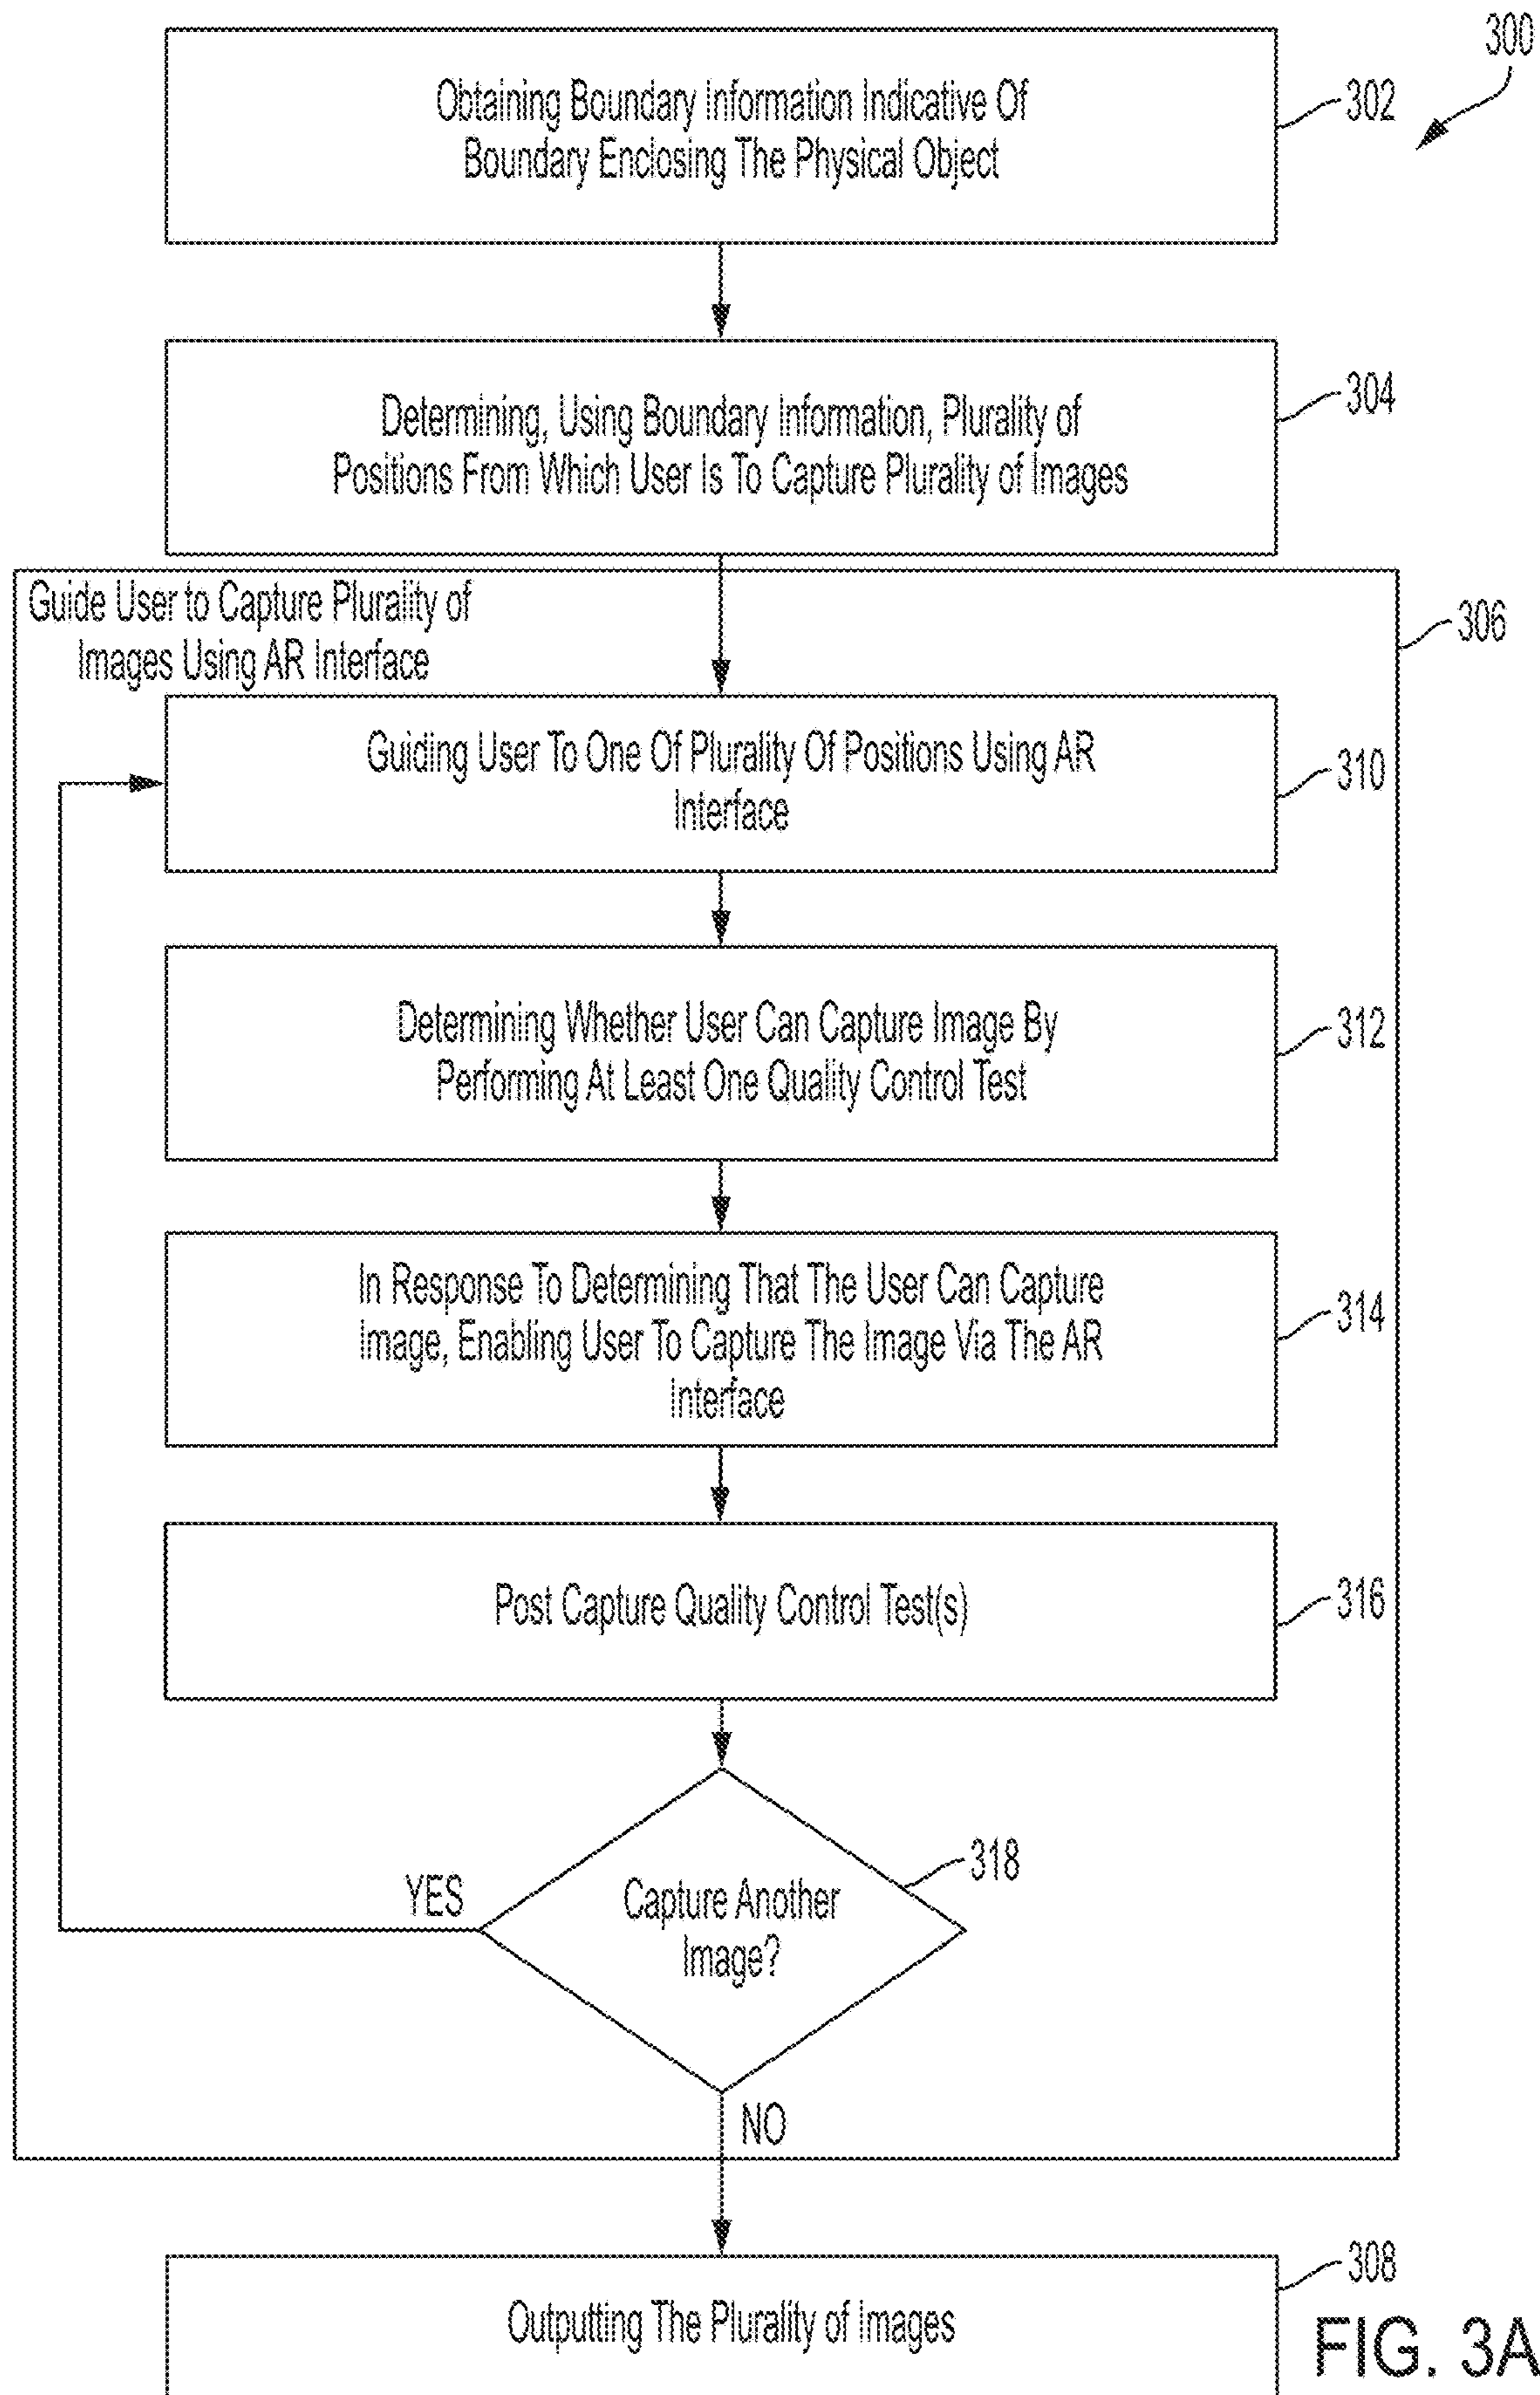 300
Obtaining Boundary Information Indicative Of
Boundary Enclosing The Physical Object
302
Determining, Using Boundary Information, Plurality of
Positions From Which User Is To Capture Plurality of Images
304
Guide User to Capture Plurality of
Images Using AR Interface
306
Guiding User To One Of Plurality Of Positions Using AR
Interface
310
Determining Whether User Can Capture Image By
Performing At Least One Quality Control Test
312
In Response To Determining That The User Can Capture
Image, Enabling User To Capture The Image Via The AR
Interface
314
Post Capture Quality Control Test(s)
316
318
YES
Capture Another
Image?
NO
308
Outputting The Plurality of Images
FIG. 3A